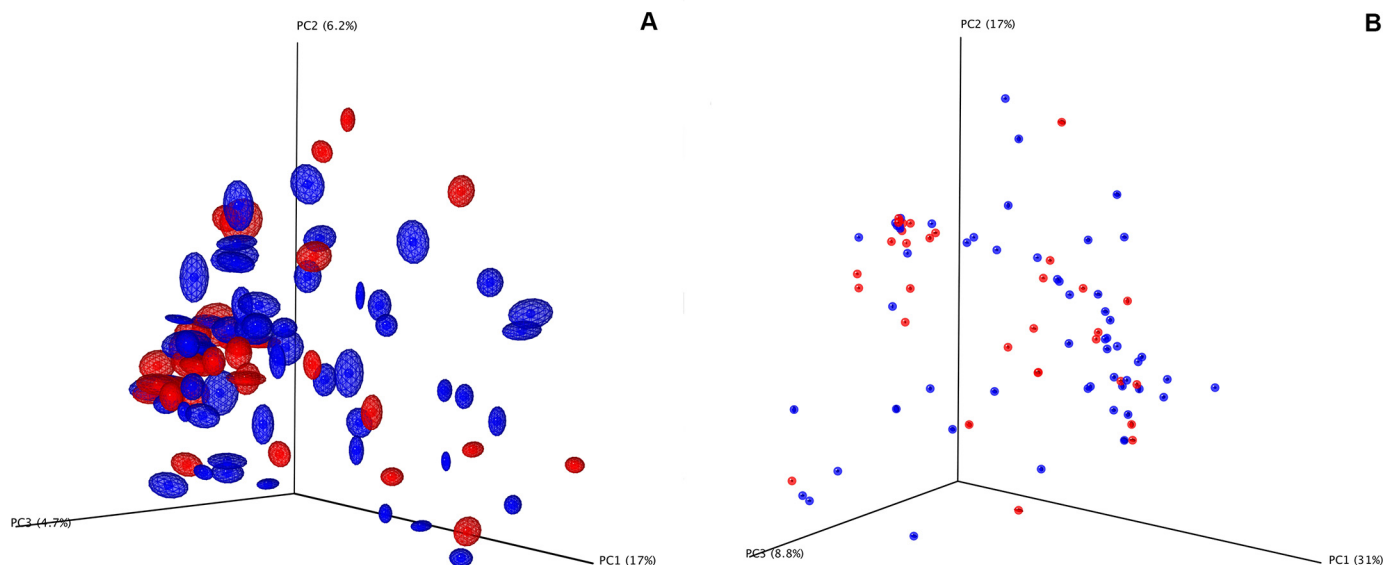 PC2 (6.2%)
A
PC3 (4.7%)
PC1 (17%)
PC2 (17%)
B
PC3 (8.8%)
PC1 (31%)